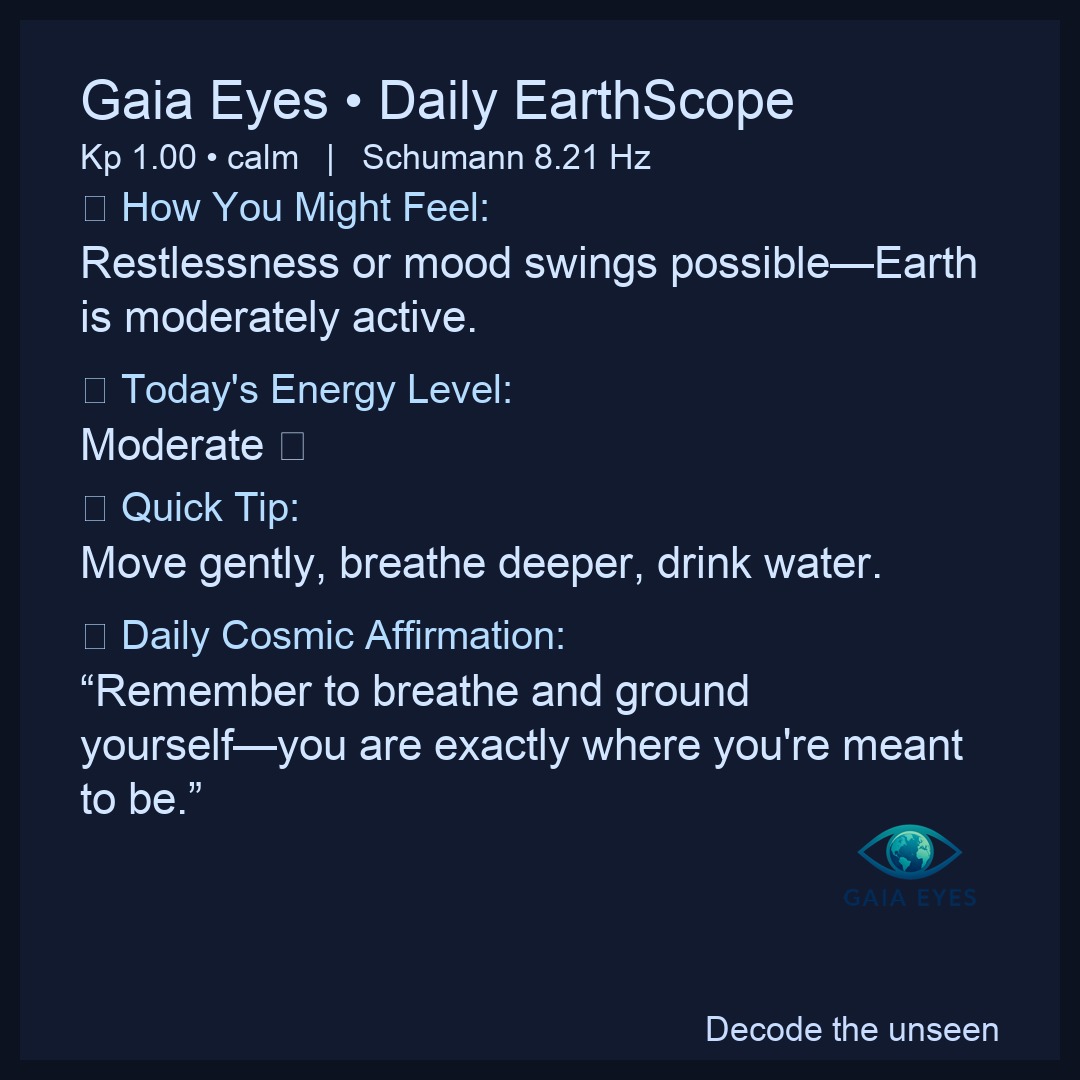 Gaia Eyes • Daily EarthScope
Kp 1.00 • calm | Schumann 8.21 Hz
□ How You Might Feel:
Restlessness or mood swings possible—Earth
is moderately active.
□ Today's Energy Level:
Moderate □
□ Quick Tip:
Move gently, breathe deeper, drink water.
□ Daily Cosmic Affirmation:
“Remember to breathe and ground
yourself—you are exactly where you're meant
to be.”
GAIA EYES
Decode the unseen